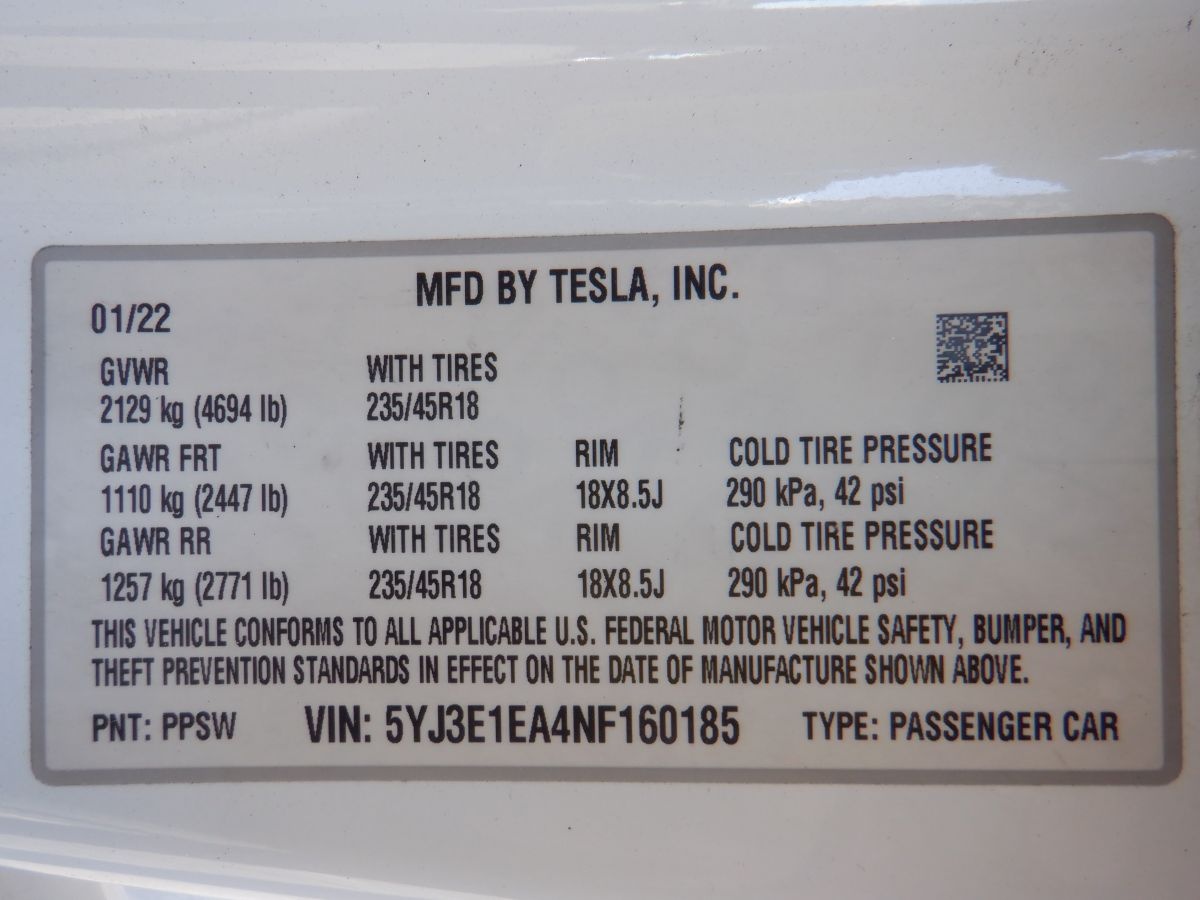 MFD BY TESLA, INC.
01/22
GVWR WITH TIRES
2129 kg (4694 lb) 235/45R18
GAWR FRT WITH TIRES RIM COLD TIRE PRESSURE
1110 kg (2447 lb) 235/45R18 18X8.5J 290 kPa, 42 psi
GAWR RR WITH TIRES RIM COLD TIRE PRESSURE
1257 kg (2771 lb) 235/45R18 18X8.5J 290 kPa, 42 psi
THIS VEHICLE CONFORMS TO ALL APPLICABLE U.S. FEDERAL MOTOR VEHICLE SAFETY, BUMPER, AND
THEFT PREVENTION STANDARDS IN EFFECT ON THE DATE OF MANUFACTURE SHOWN ABOVE.
PNT: PPSW VIN: 5YJ3E1EA4NF160185 TYPE: PASSENGER CAR